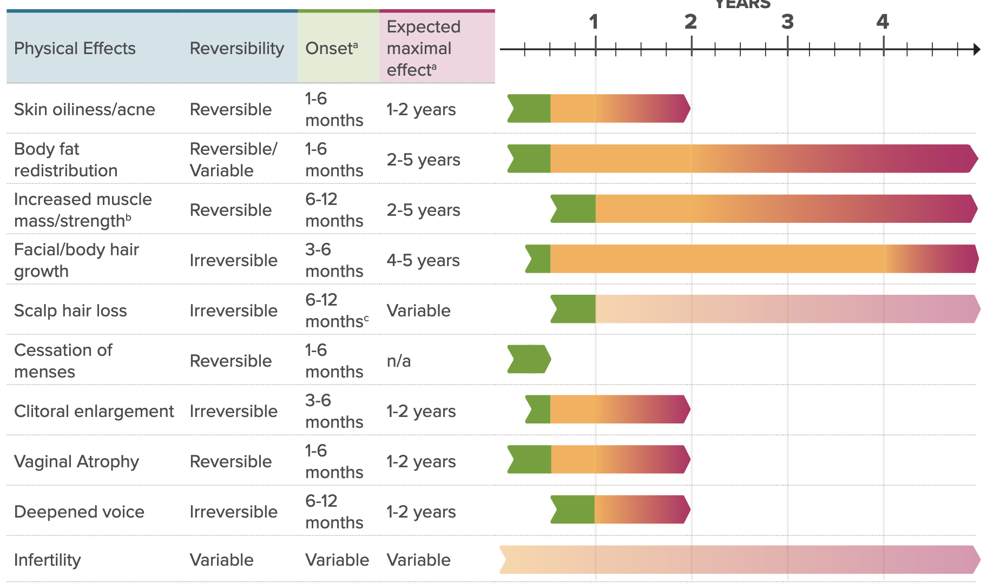 YEARS
1 2 3 4
Physical Effects
Reversibility
Onsetᵃ
Expected
maximal
effectᵃ
Skin oiliness/acne
Reversible
1-6
months
1-2 years
Body fat
redistribution
Reversible/
Variable
1-6
months
2-5 years
Increased muscle
mass/strengthᵇ
Reversible
6-12
months
2-5 years
Facial/body hair
growth
Irreversible
3-6
months
4-5 years
Scalp hair loss
Irreversible
6-12
monthsᶜ
Variable
Cessation of
menses
Reversible
1-6
months
n/a
Clitoral enlargement
Irreversible
3-6
months
1-2 years
Vaginal Atrophy
Reversible
1-6
months
1-2 years
Deepened voice
Irreversible
6-12
months
1-2 years
Infertility
Variable
Variable
Variable